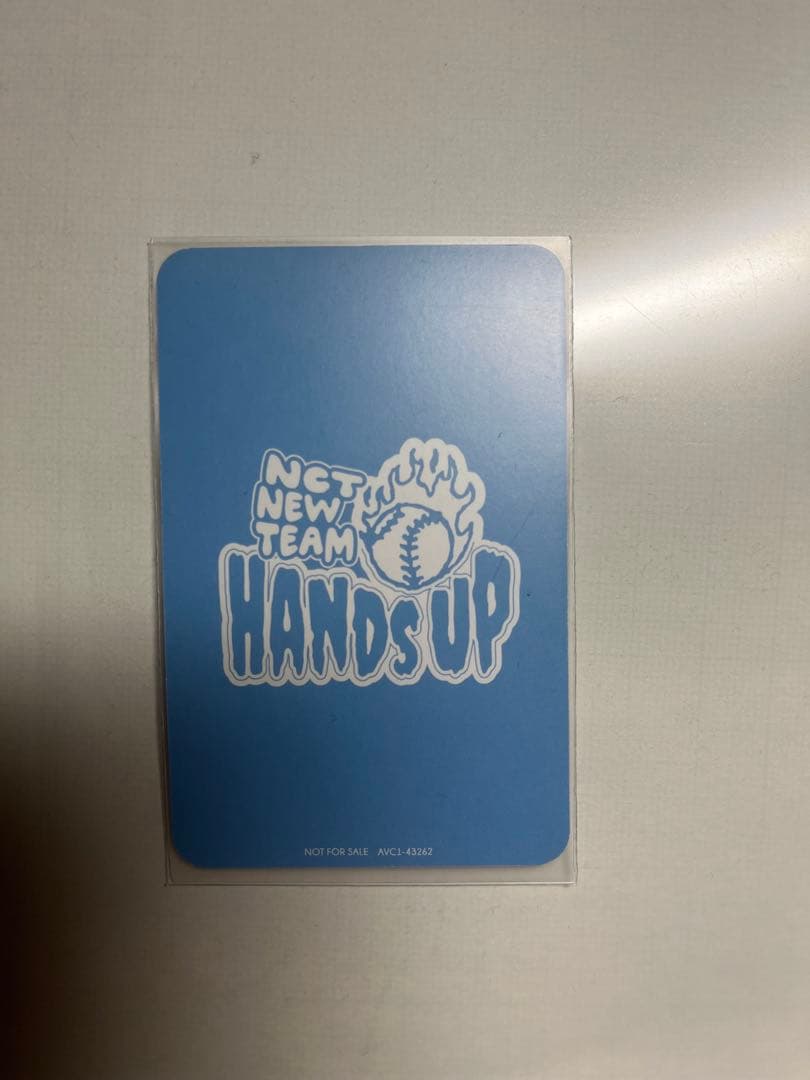 NCT
NEW
TEAM
HANDS UP
NOT FOR SALE AVC1-43262